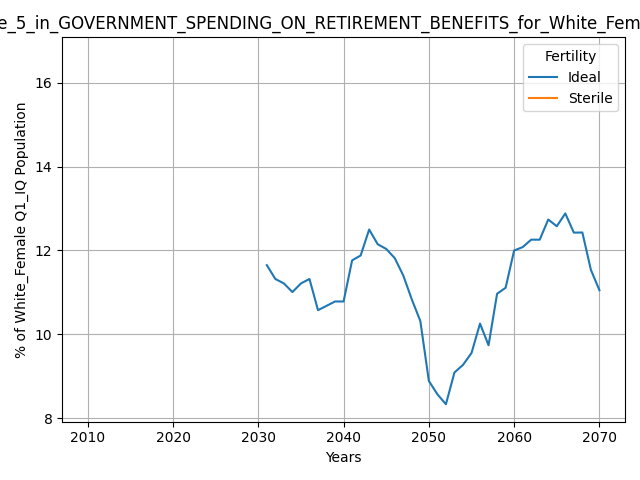 e_5_in_GOVERNMENT_SPENDING_ON_RETIREMENT_BENEFITS_for_White_Fem
Fertility
Ideal
Sterile
% of White_Female Q1_IQ Population
16
14
12
10
8
2010 2020 2030 2040 2050 2060 2070
Years